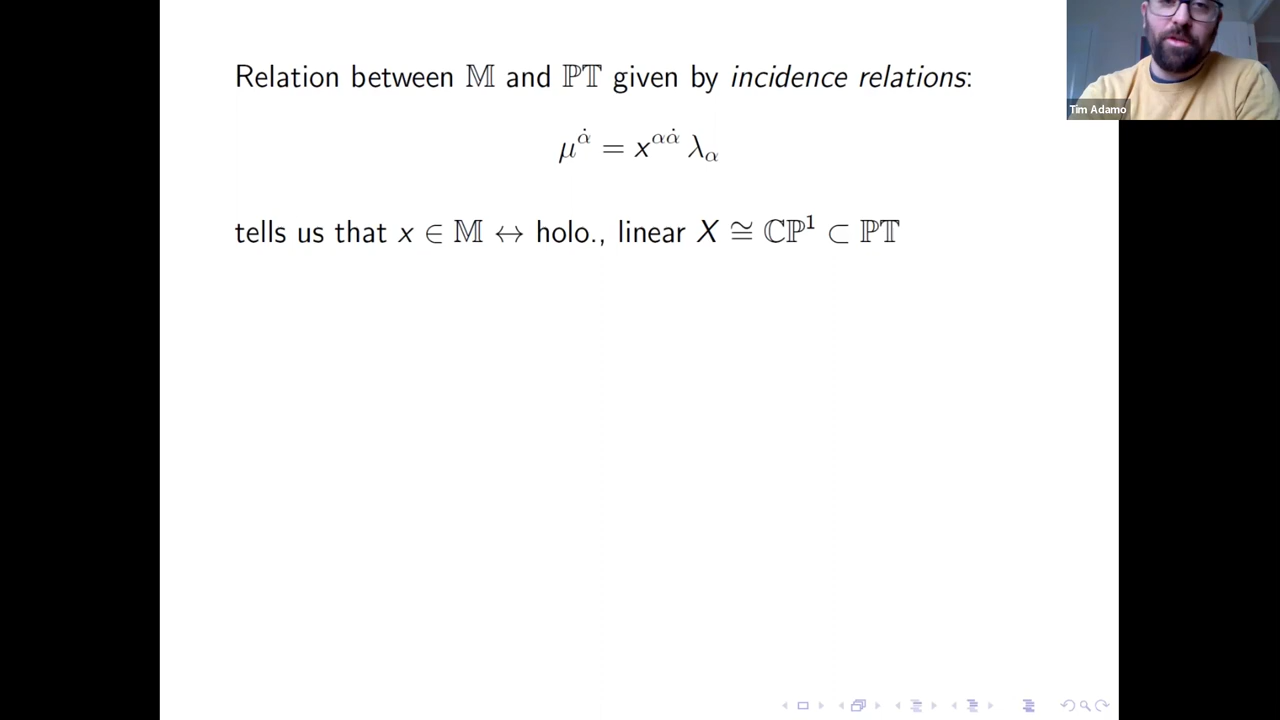 Relation between 𝕄 and ℙ𝕋 given by incidence relations:
μ^α̇ = x^αα̇ λ_α
tells us that x ∈ 𝕄 ↔ holo., linear X ≅ ℂℙ¹ ⊂ ℙ𝕋
Tim Adamo